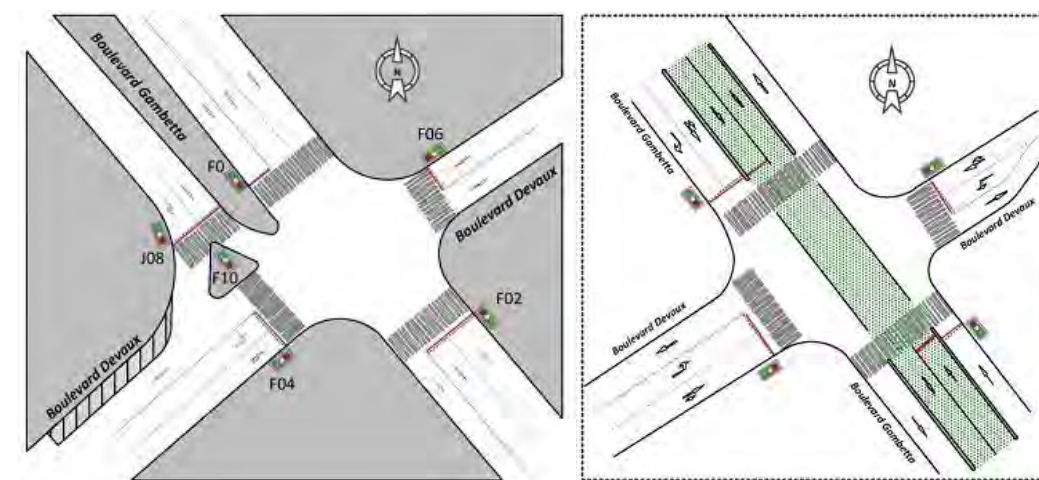 Boulevard Gambetta
N
F0
F06
Boulevard Devaux
J08
F10
F02
F04
Boulevard Devaux
N
Boulevard Gambetta
Boulevard Devaux
Boulevard Devaux
Boulevard Gambetta